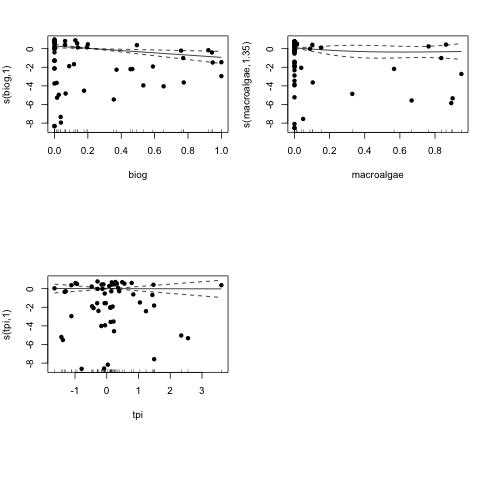 s(biog,1)
0
-2
-4
-6
-8
0.0 0.2 0.4 0.6 0.8 1.0
biog
s(macroalgae,1.35)
0
-2
-4
-6
-8
0.0 0.2 0.4 0.6 0.8
macroalgae
s(tpi,1)
0
-2
-4
-6
-8
-1 0 1 2 3
tpi